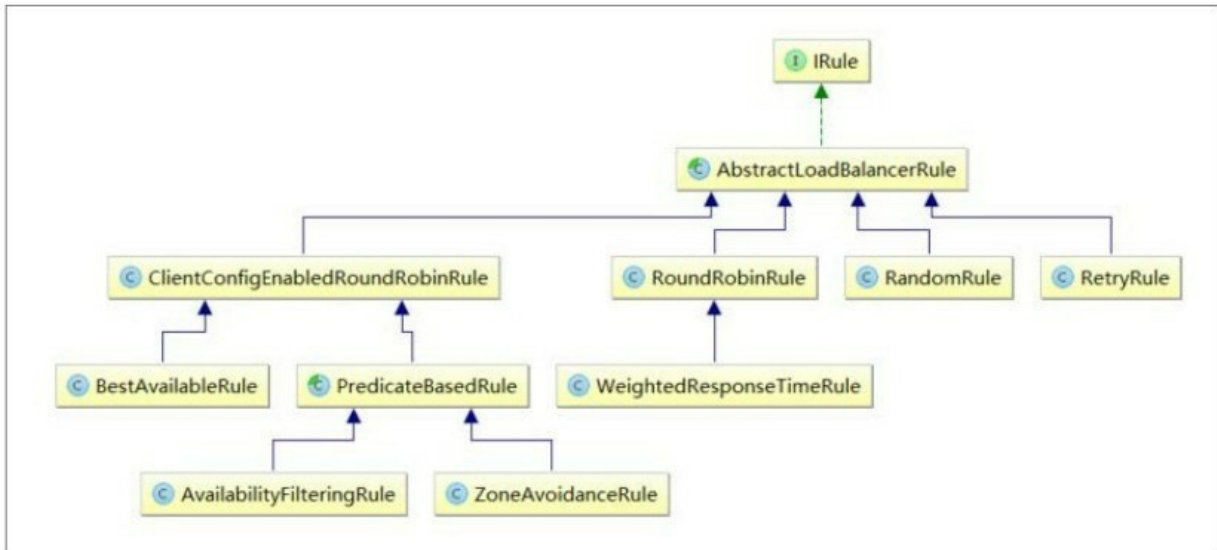 I IRule
C AbstractLoadBalancerRule
C ClientConfigEnabledRoundRobinRule
C RoundRobinRule
C RandomRule
C RetryRule
C BestAvailableRule
C PredicateBasedRule
C WeightedResponseTimeRule
C AvailabilityFilteringRule
C ZoneAvoidanceRule